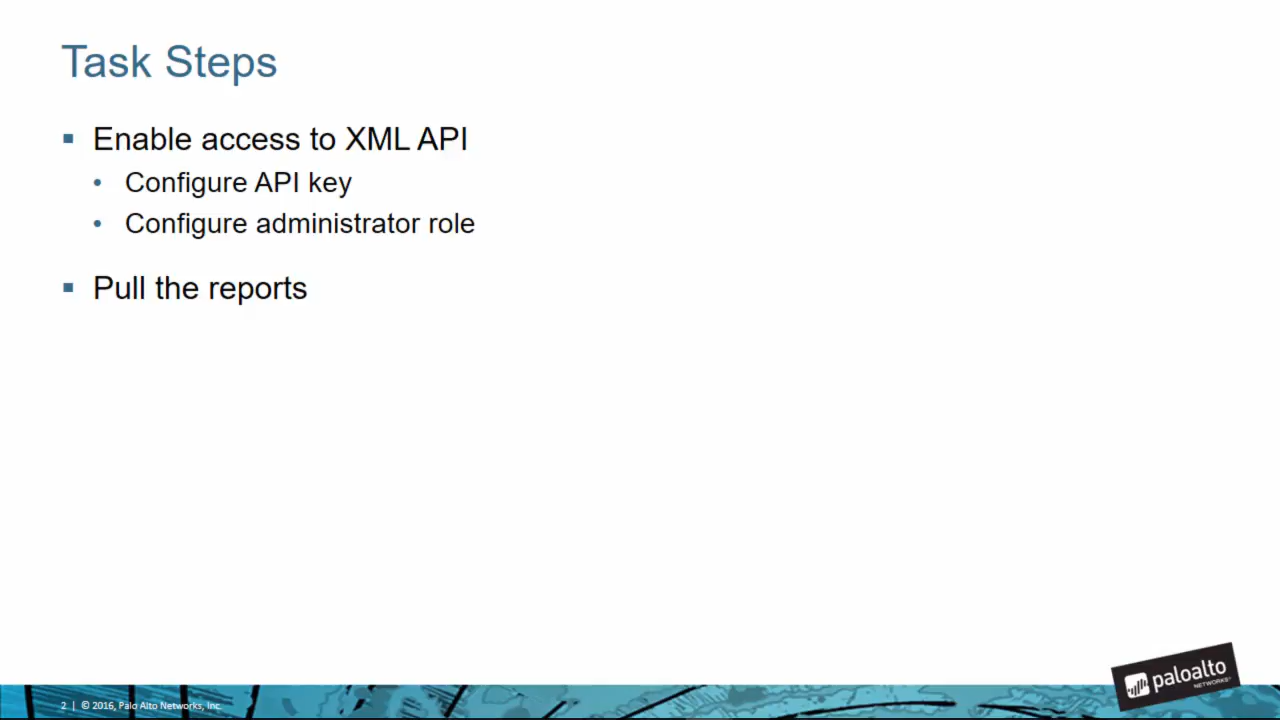 Task Steps
Enable access to XML API
Configure API key
Configure administrator role
Pull the reports
2 | © 2016, Palo Alto Networks, Inc.
paloalto
NETWORKS